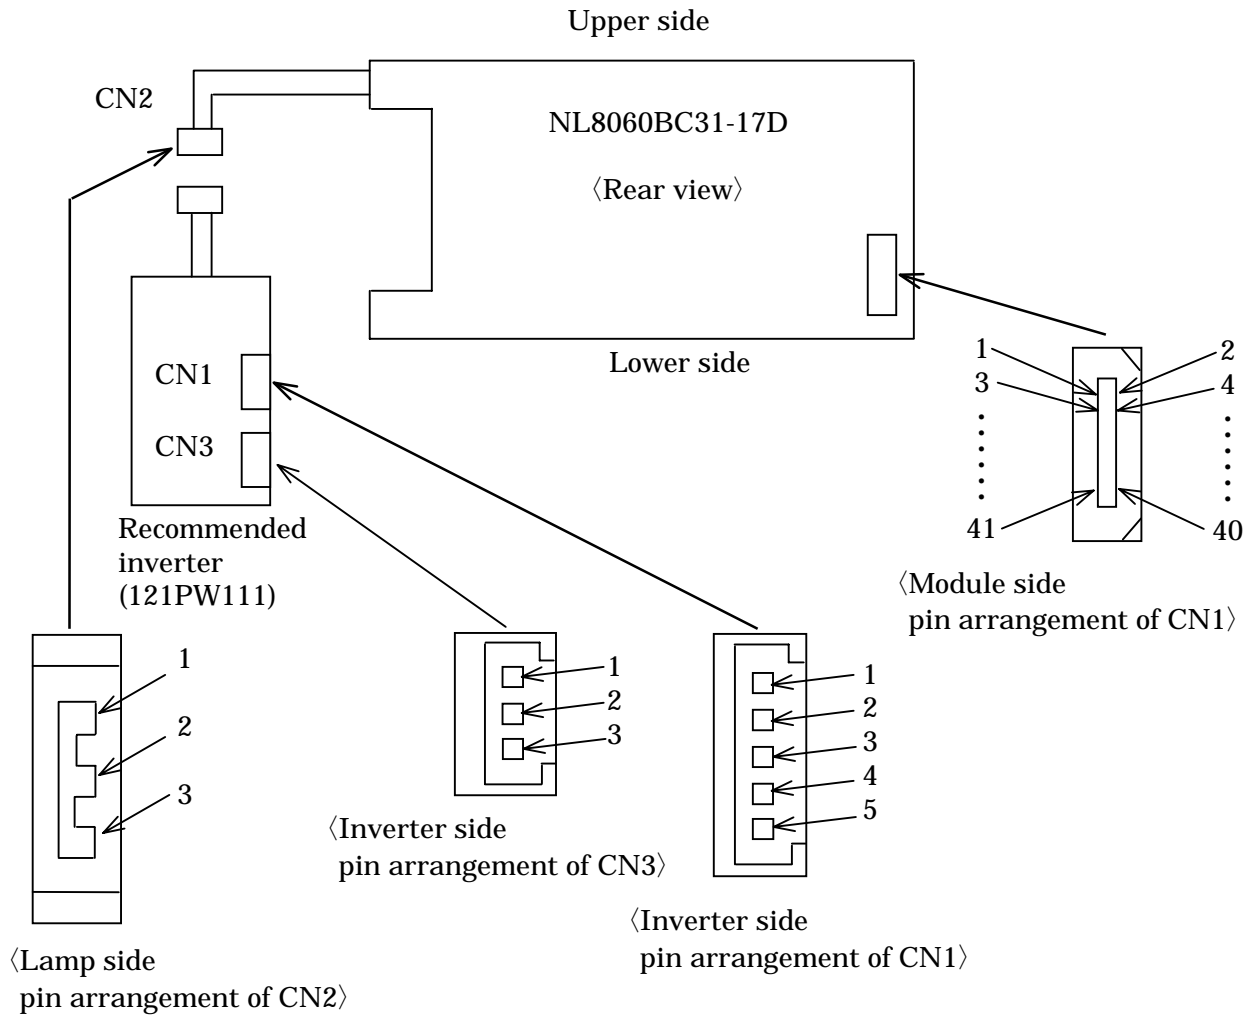 Upper side
CN2
NL8060BC31-17D
〈Rear view〉
Lower side
CN1
CN3
Recommended
inverter
(121PW111)
1
2
3
4
41
40
〈Module side
pin arrangement of CN1〉
1
2
3
〈Lamp side
pin arrangement of CN2〉
1
2
3
〈Inverter side
pin arrangement of CN3〉
1
2
3
4
5
〈Inverter side
pin arrangement of CN1〉